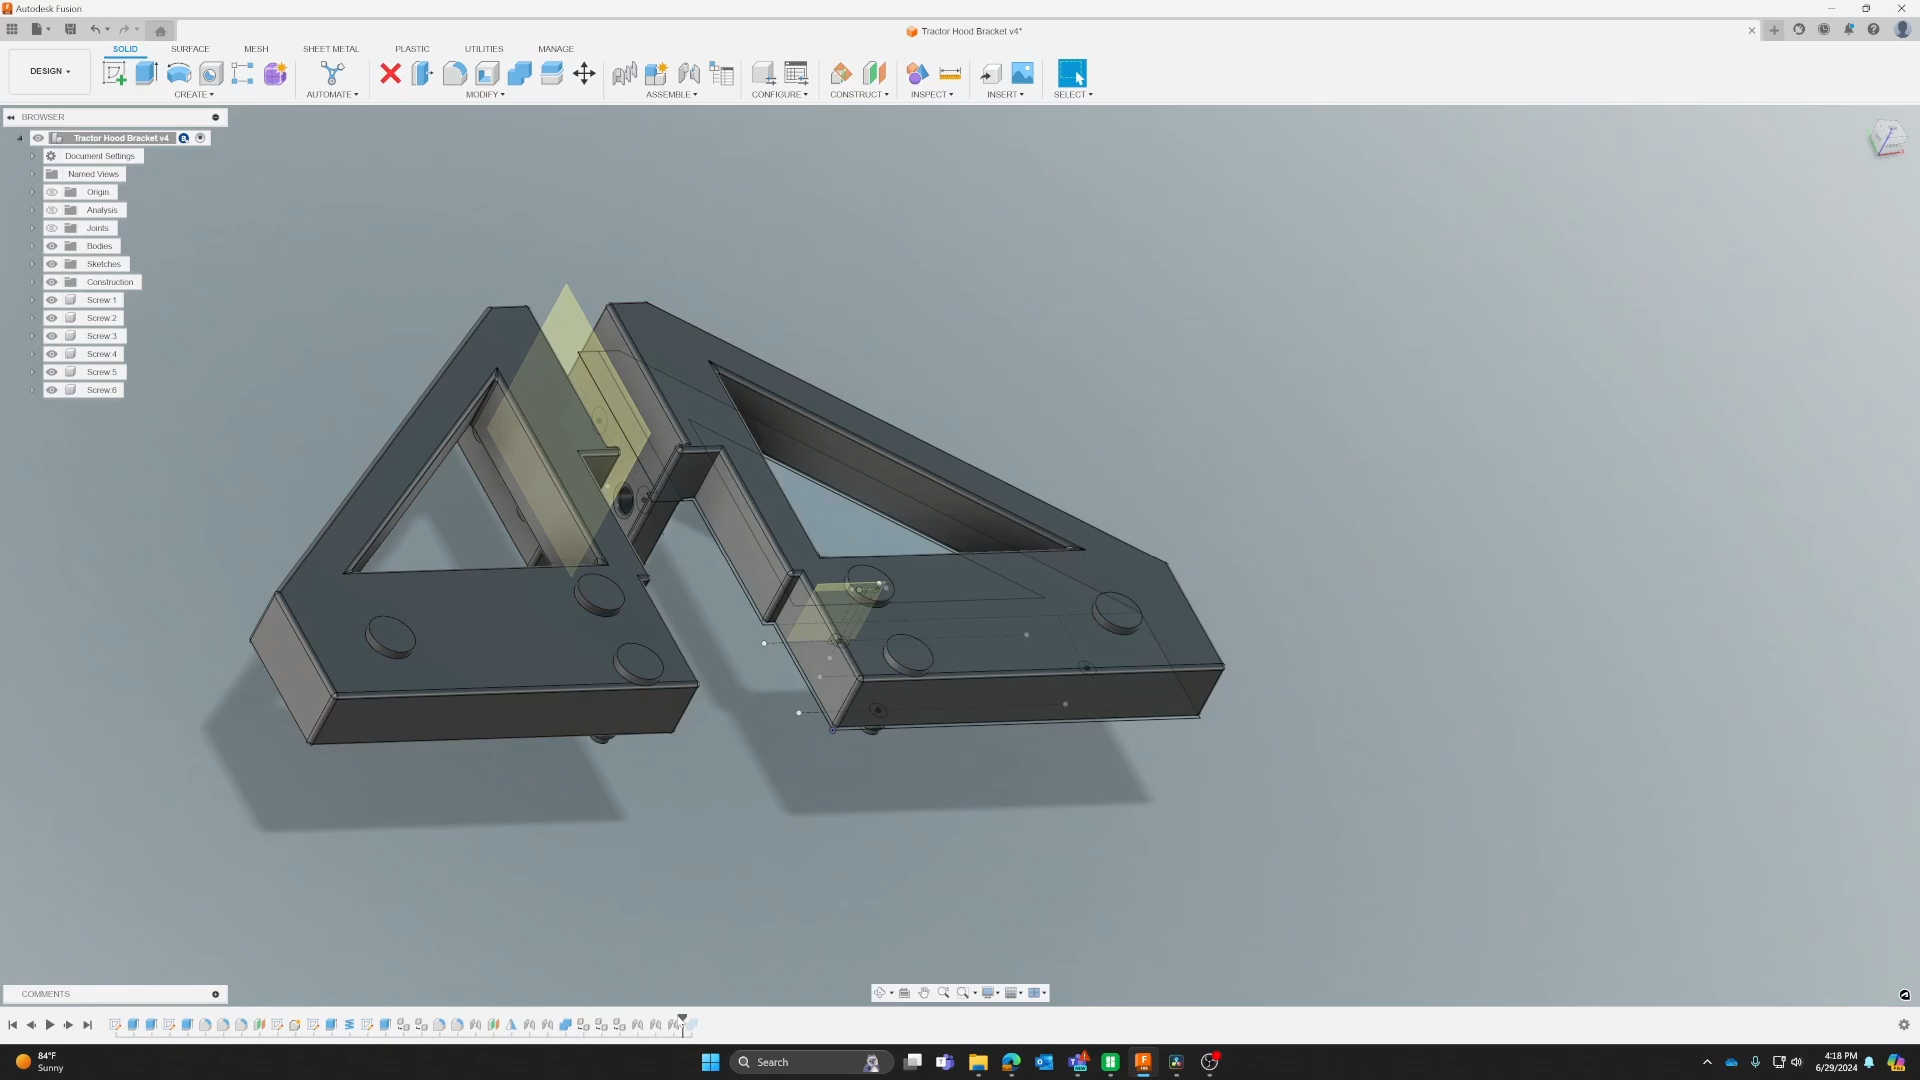 Autodesk Fusion
Tractor Hood Bracket v4*
SOLID SURFACE MESH SHEET METAL PLASTIC UTILITIES MANAGE
DESIGN
CREATE AUTOMATE MODIFY ASSEMBLE CONFIGURE CONSTRUCT INSPECT INSERT SELECT
BROWSER
Tractor Hood Bracket v4
Document Settings
Named Views
Origin
Analysis
Joints
Bodies
Sketches
Construction
Screw:1
Screw:2
Screw:3
Screw:4
Screw:5
Screw:6
COMMENTS
84°F
Sunny
Search
4:18 PM
6/29/2024